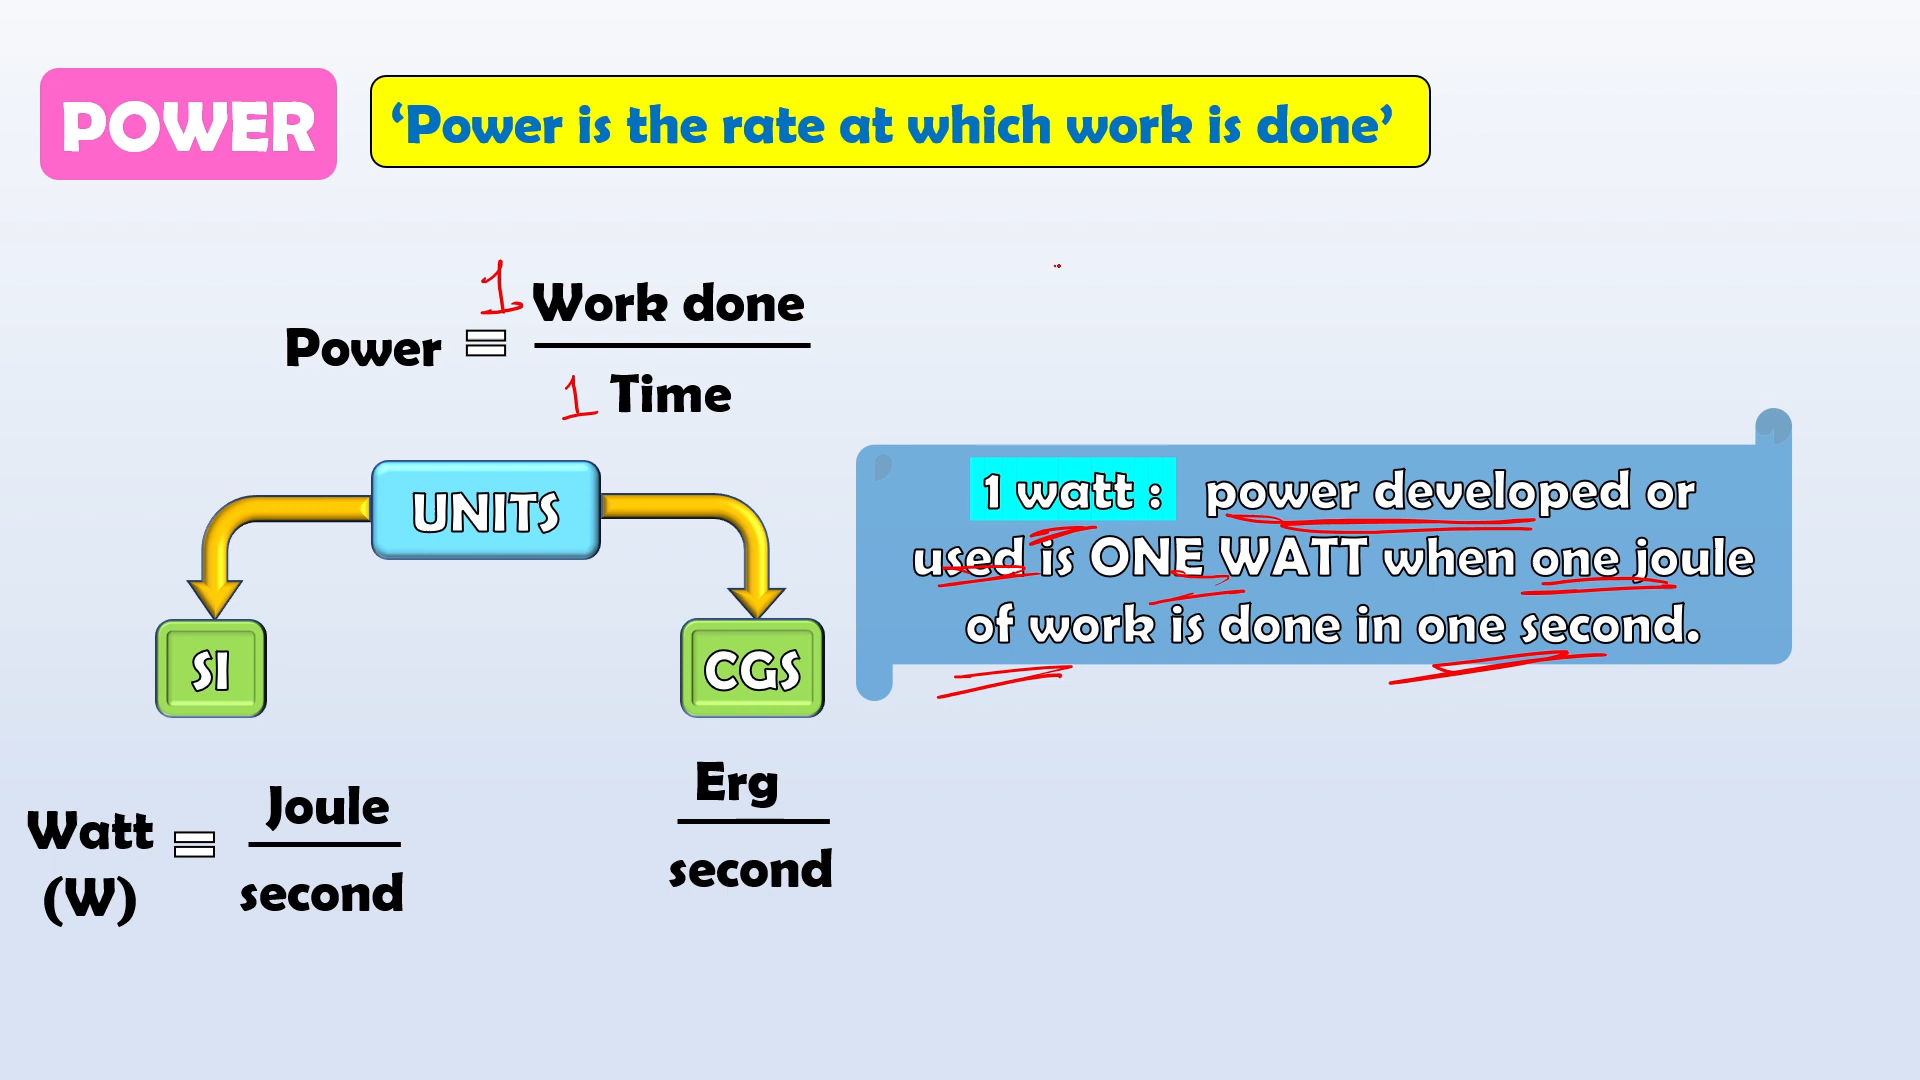 POWER
‘Power is the rate at which work is done’
1 Work done
Power =
1 Time
UNITS
1 watt : power developed or
used is ONE WATT when one joule
of work is done in one second.
SI
CGS
Watt
(W)
=
Joule
second
Erg
second